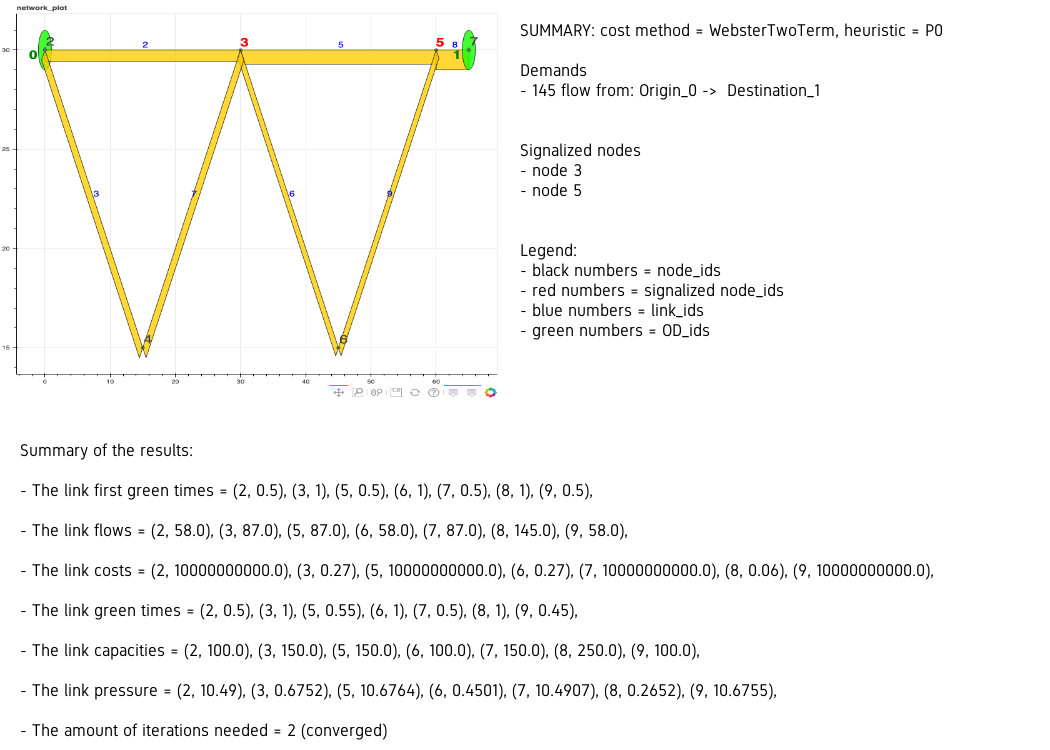 network_plot
SUMMARY: cost method = WebsterTwoTerm, heuristic = P0
Demands
- 145 flow from: Origin_0 -> Destination_1
Signalized nodes
- node 3
- node 5
Legend:
- black numbers = node_ids
- red numbers = signalized node_ids
- blue numbers = link_ids
- green numbers = OD_ids
30
25
20
15
0 10 20 30 40 50 60
0 2 2 3 5 5 8 1 7
3 7 6 9
4 6
Summary of the results:
- The link first green times = (2, 0.5), (3, 1), (5, 0.5), (6, 1), (7, 0.5), (8, 1), (9, 0.5),
- The link flows = (2, 58.0), (3, 87.0), (5, 87.0), (6, 58.0), (7, 87.0), (8, 145.0), (9, 58.0),
- The link costs = (2, 10000000000.0), (3, 0.27), (5, 10000000000.0), (6, 0.27), (7, 10000000000.0), (8, 0.06), (9, 10000000000.0),
- The link green times = (2, 0.5), (3, 1), (5, 0.55), (6, 1), (7, 0.5), (8, 1), (9, 0.45),
- The link capacities = (2, 100.0), (3, 150.0), (5, 150.0), (6, 100.0), (7, 150.0), (8, 250.0), (9, 100.0),
- The link pressure = (2, 10.49), (3, 0.6752), (5, 10.6764), (6, 0.4501), (7, 10.4907), (8, 0.2652), (9, 10.6755),
- The amount of iterations needed = 2 (converged)